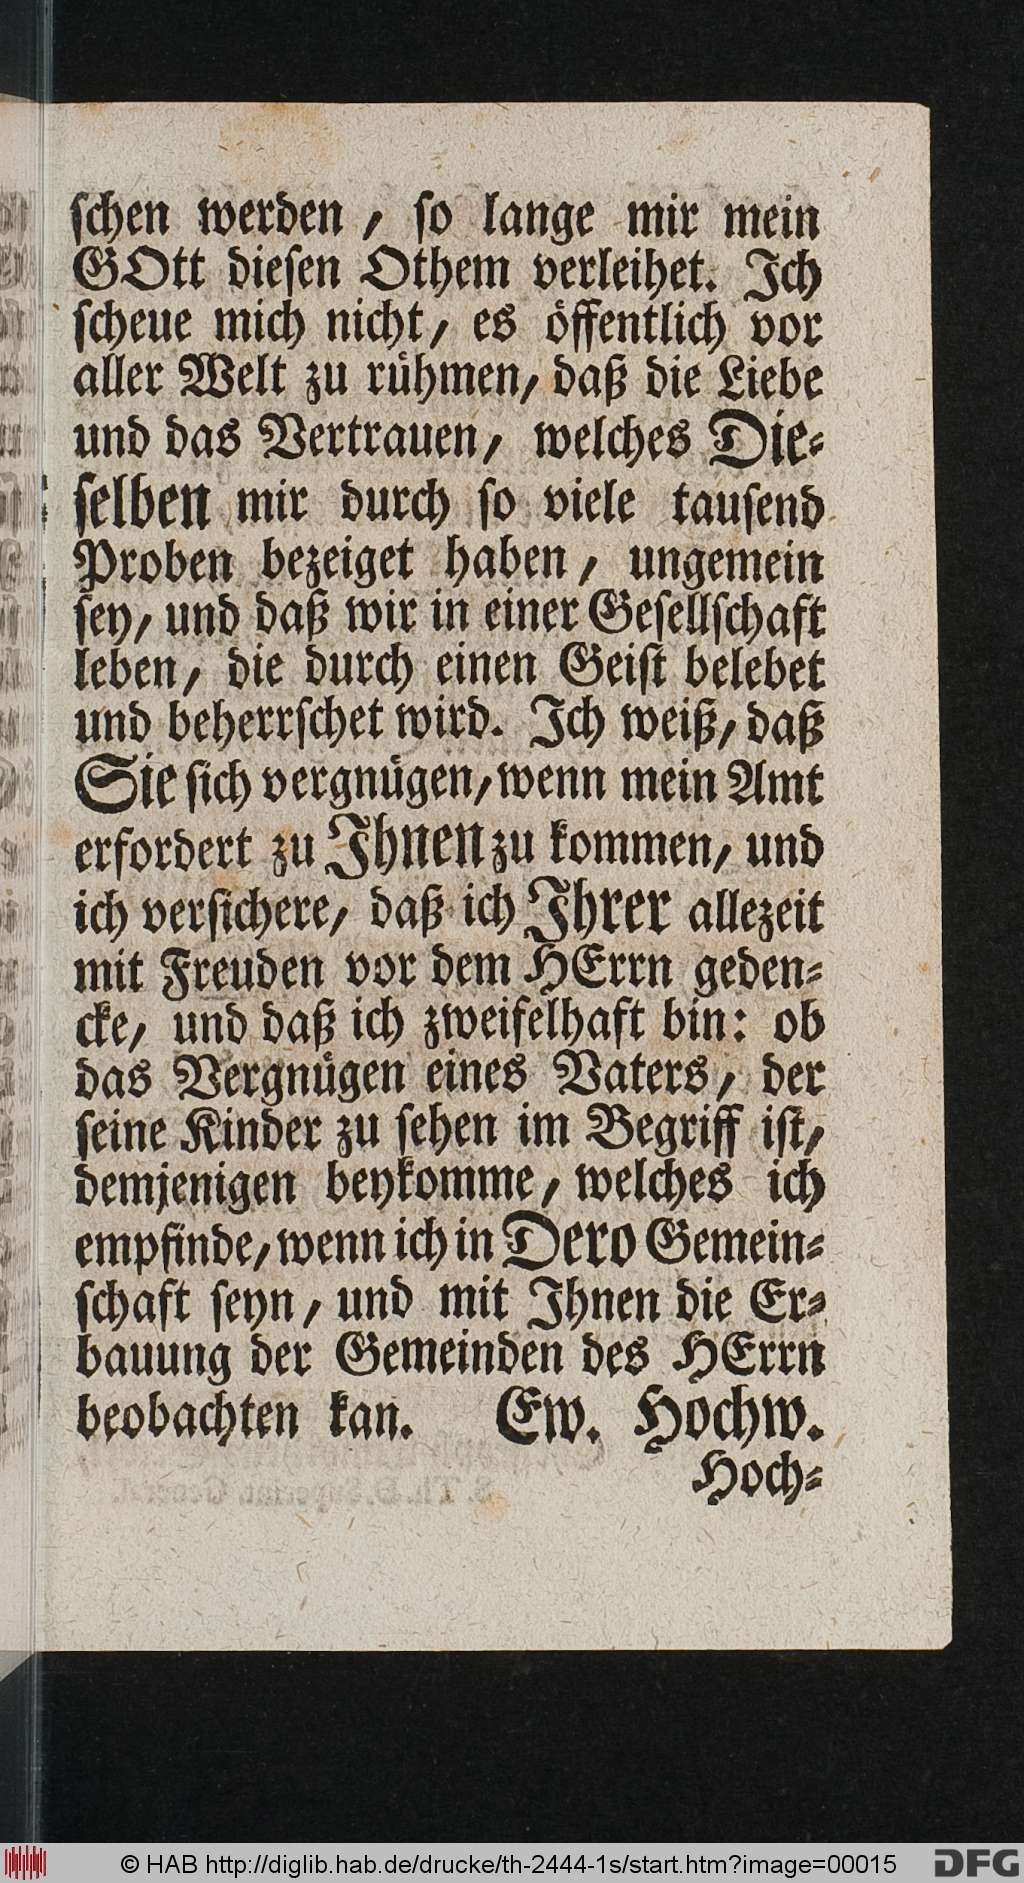 schen werden, so lange mir mein
GOtt diesen Othem verleihet. Ich
scheue mich nicht, es öffentlich vor
aller Welt zu rühmen, daß die Liebe
und das Vertrauen, welches Die-
selben mir durch so viele tausend
Proben bezeiget haben, ungemein
sey, und daß wir in einer Gesellschaft
leben, die durch einen Geist belebet
und beherrschet wird. Ich weiß, daß
Sie sich vergnügen, wenn mein Amt
erfordert zu Ihnen zu kommen, und
ich versichere, daß ich Ihrer allezeit
mit Freuden vor dem HErrn geden-
cke, und daß ich zweifelhaft bin: ob
das Vergnügen eines Vaters, der
seine Kinder zu sehen im Begriff ist,
demjenigen beykomme, welches ich
empfinde, wenn ich in Dero Gemein-
schaft seyn, und mit Ihnen die Er-
bauung der Gemeinden des HErrn
beobachten kan. Ew. Hochw.
Hoch-
© HAB http://diglib.hab.de/drucke/th-2444-1s/start.htm?image=00015
DFG